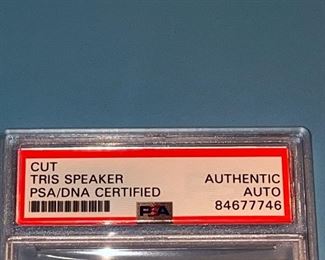 CUT
TRIS SPEAKER
PSA/DNA CERTIFIED
AUTHENTIC
AUTO
84677746
PSA